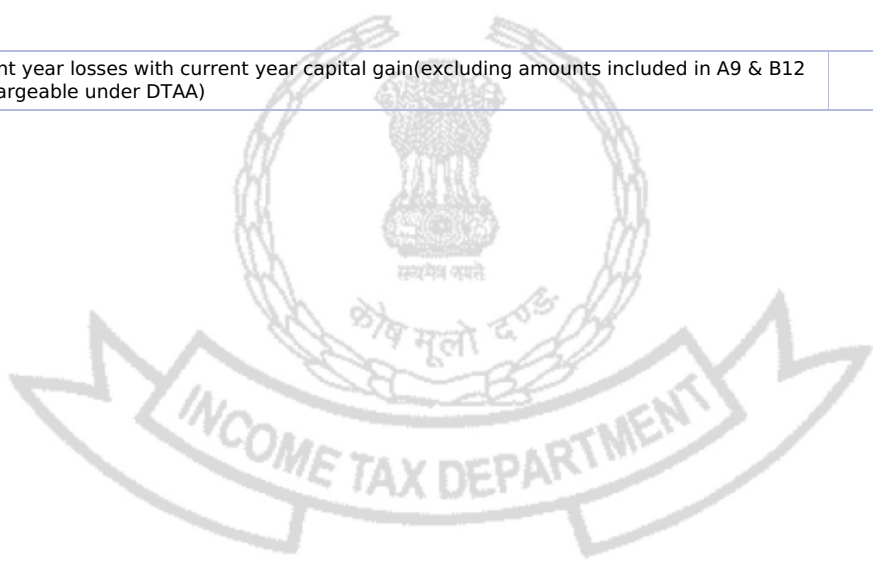 nt year losses with current year capital gain(excluding amounts included in A9 & B12
argeable under DTAA)
सत्यमेव जयते
कोष मूलो दण्डः
INCOME TAX DEPARTMENT